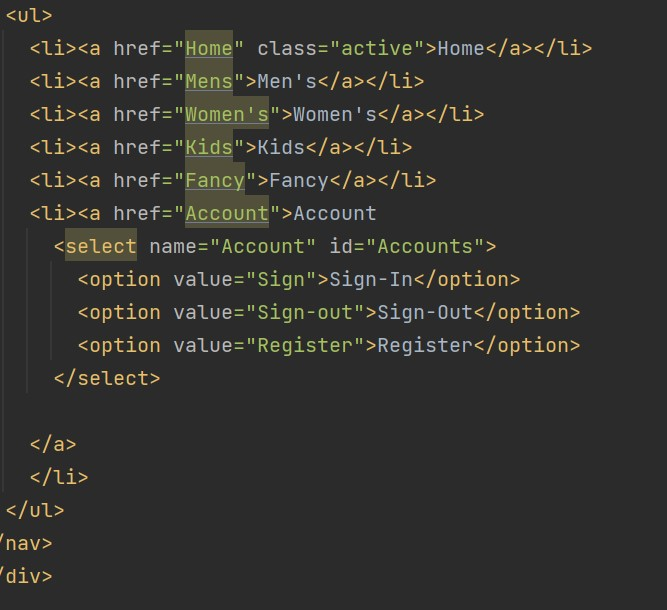 <ul>
<li><a href="Home" class="active">Home</a></li>
<li><a href="Mens">Men's</a></li>
<li><a href="Women's">Women's</a></li>
<li><a href="Kids">Kids</a></li>
<li><a href="Fancy">Fancy</a></li>
<li><a href="Account">Account
<select name="Account" id="Accounts">
<option value="Sign">Sign-In</option>
<option value="Sign-out">Sign-Out</option>
<option value="Register">Register</option>
</select>
</a>
</li>
</ul>
/nav>
/div>